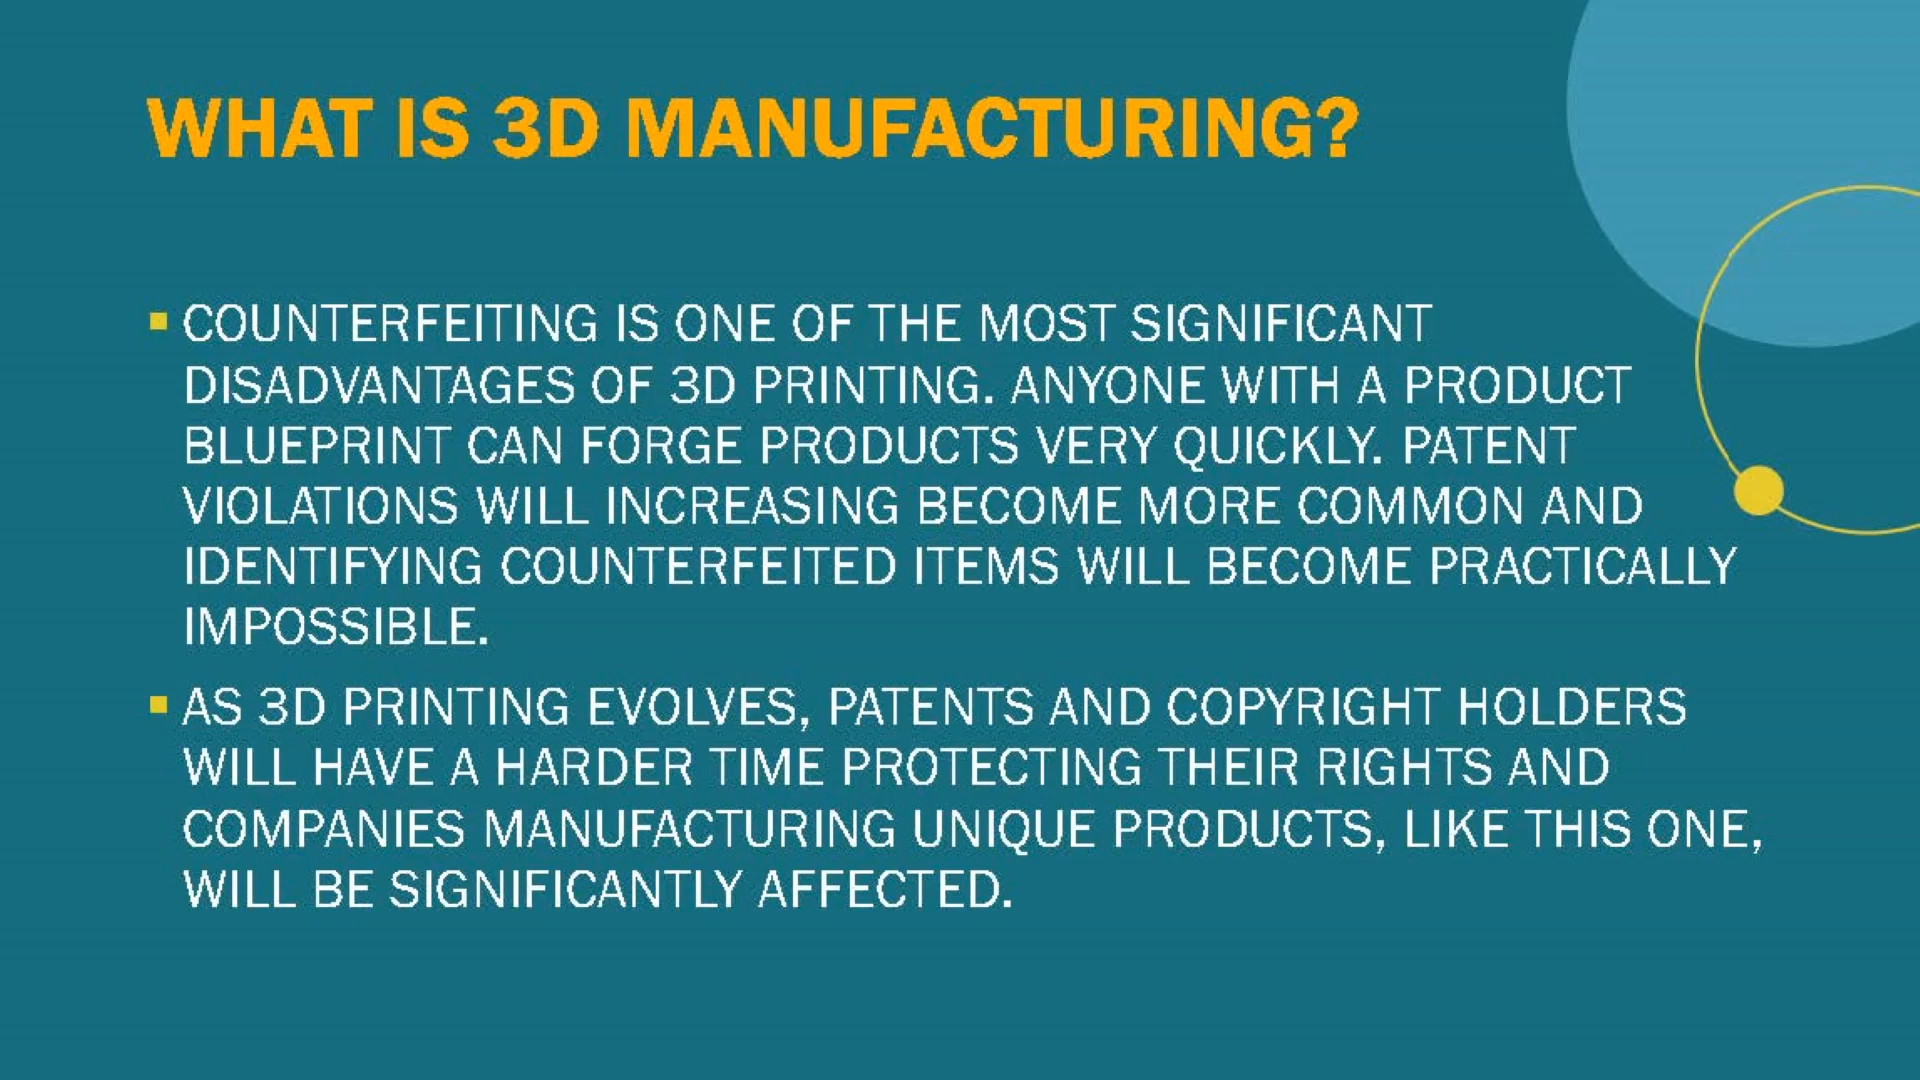 WHAT IS 3D MANUFACTURING?
▪ COUNTERFEITING IS ONE OF THE MOST SIGNIFICANT
DISADVANTAGES OF 3D PRINTING. ANYONE WITH A PRODUCT
BLUEPRINT CAN FORGE PRODUCTS VERY QUICKLY. PATENT
VIOLATIONS WILL INCREASING BECOME MORE COMMON AND
IDENTIFYING COUNTERFEITED ITEMS WILL BECOME PRACTICALLY
IMPOSSIBLE.
▪ AS 3D PRINTING EVOLVES, PATENTS AND COPYRIGHT HOLDERS
WILL HAVE A HARDER TIME PROTECTING THEIR RIGHTS AND
COMPANIES MANUFACTURING UNIQUE PRODUCTS, LIKE THIS ONE,
WILL BE SIGNIFICANTLY AFFECTED.